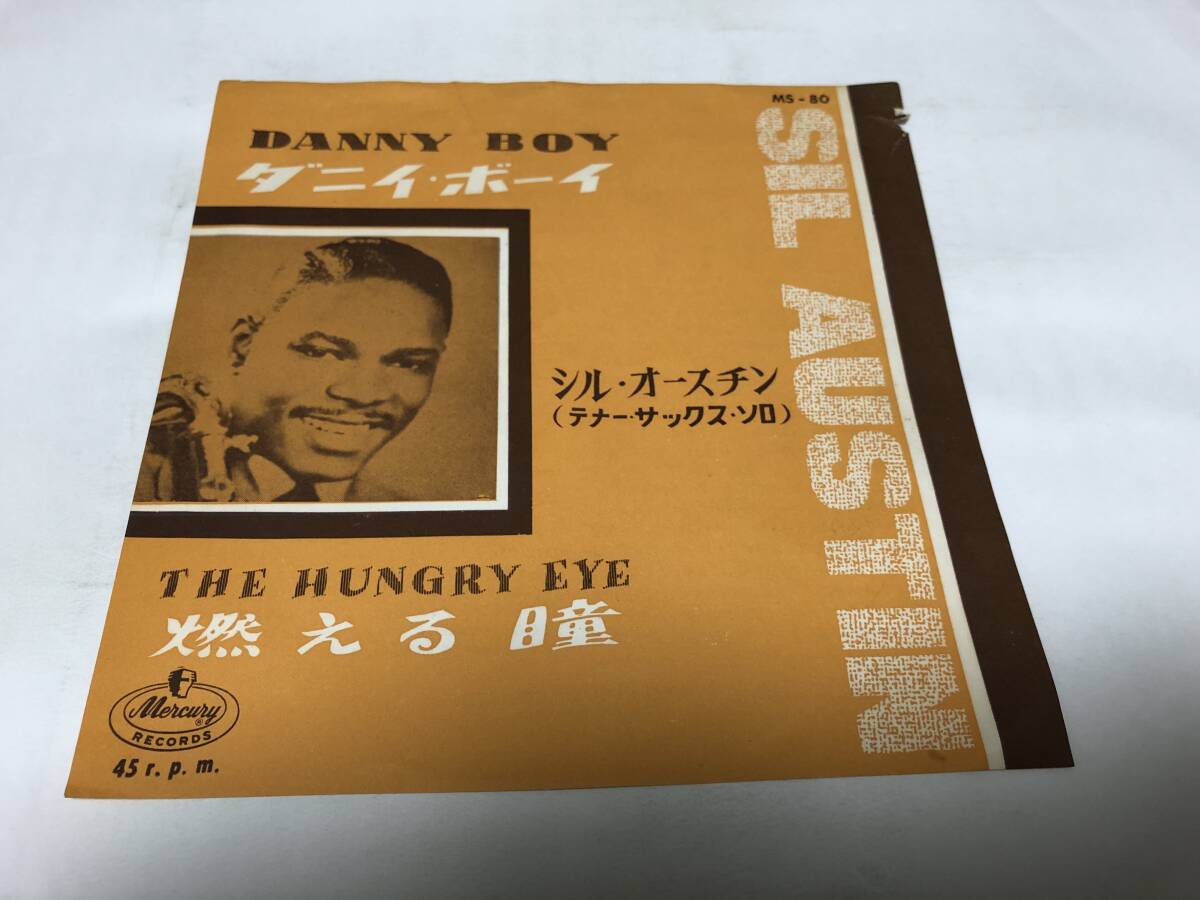 MS-80
DANNY BOY
ダニイ・ボーイ
SIL AUSTIN
シル・オースチン
(テナー・サックス・ソロ)
THE HUNGRY EYE
燃える瞳
Mercury
®
RECORDS
45 r.p.m.